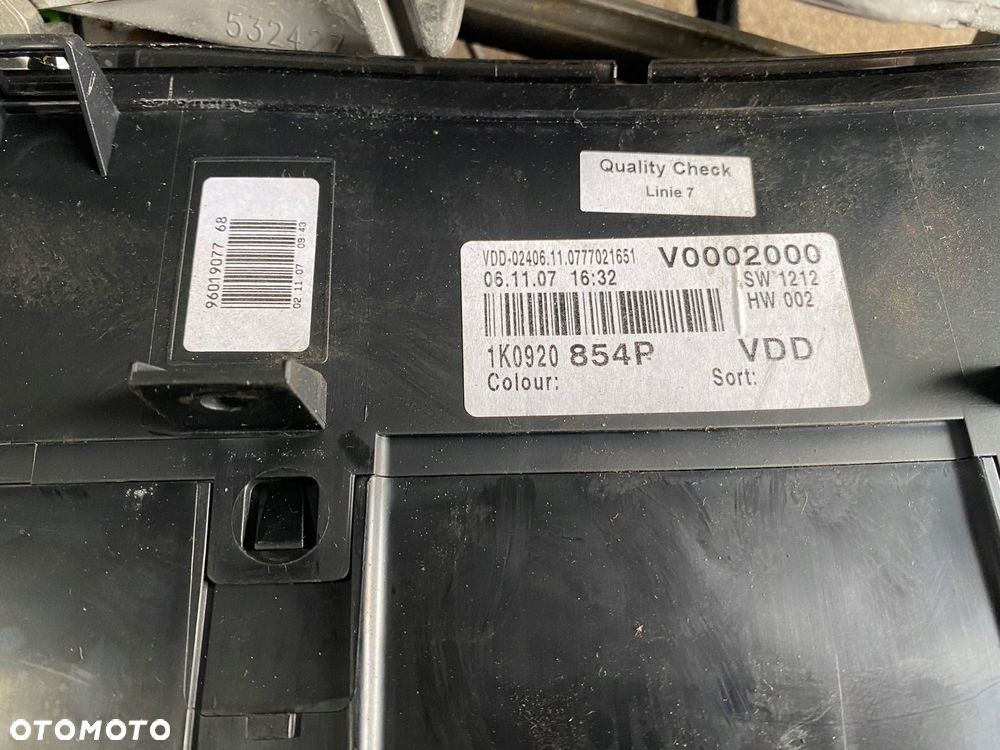 532427
Quality Check
Linie 7
96019077 68
02.11.07 09:43
VDD-02406.11.0777021651 V0002000
06.11.07 16:32 SW 1212
HW 002
1K0920 854P VDD
Colour: Sort:
OTOMOTO